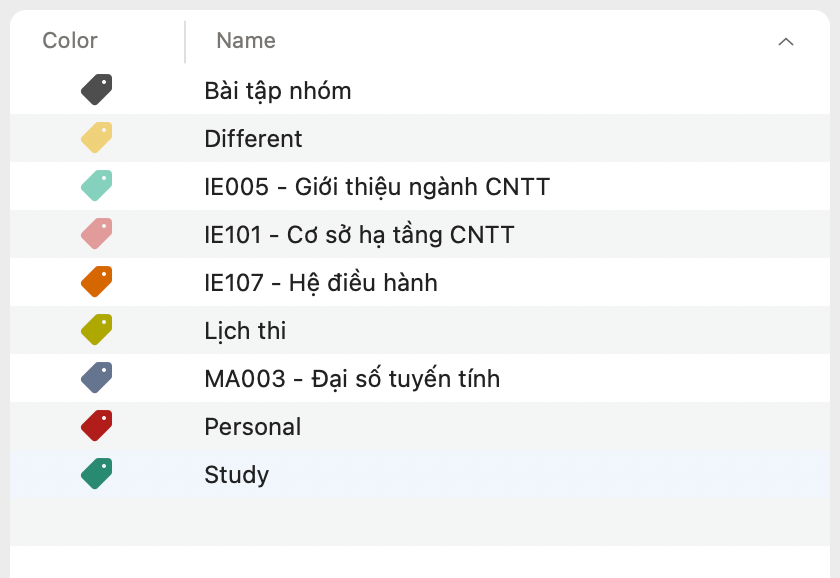 Color Name
Bài tập nhóm
Different
IE005 - Giới thiệu ngành CNTT
IE101 - Cơ sở hạ tầng CNTT
IE107 - Hệ điều hành
Lịch thi
MA003 - Đại số tuyến tính
Personal
Study